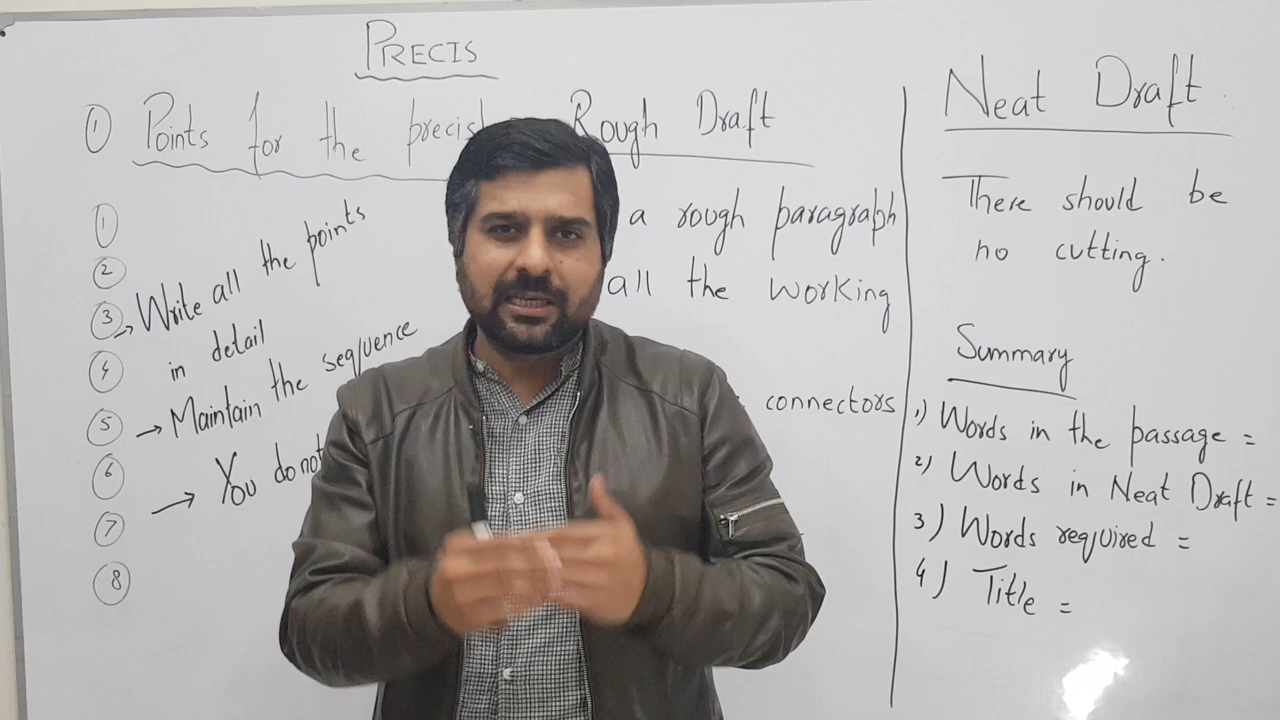 PRECIS
① Points for the precis Rough Draft
①
②
③ → Write all the points
in detail
④
⑤ → Maintain the sequence
⑥ → You do not
⑦
⑧
a rough paragraph
all the working
connectors
Neat Draft
There should be
no cutting.
Summary
1) Words in the passage =
2) Words in Neat Draft =
3) Words required =
4) Title =